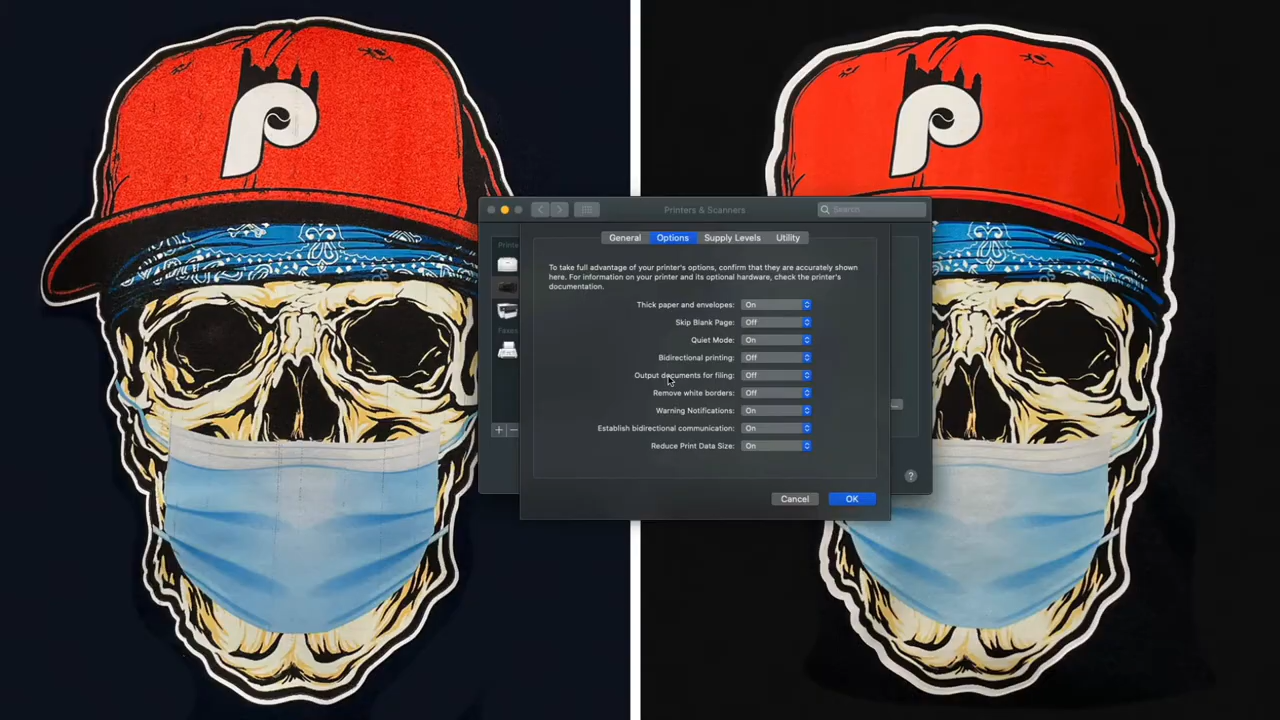 P
P
Printers & Scanners
Search
General
Options
Supply Levels
Utility
Printe
Faxes
To take full advantage of your printer's options, confirm that they are accurately shown
here. For information on your printer and its optional hardware, check the printer's
documentation.
Thick paper and envelopes: On
Skip Blank Page: Off
Quiet Mode: On
Bidirectional printing: Off
Output documents for filing: Off
Remove white borders: Off
Warning Notifications: On
Establish bidirectional communication: On
Reduce Print Data Size: On
+ −
...
?
Cancel
OK